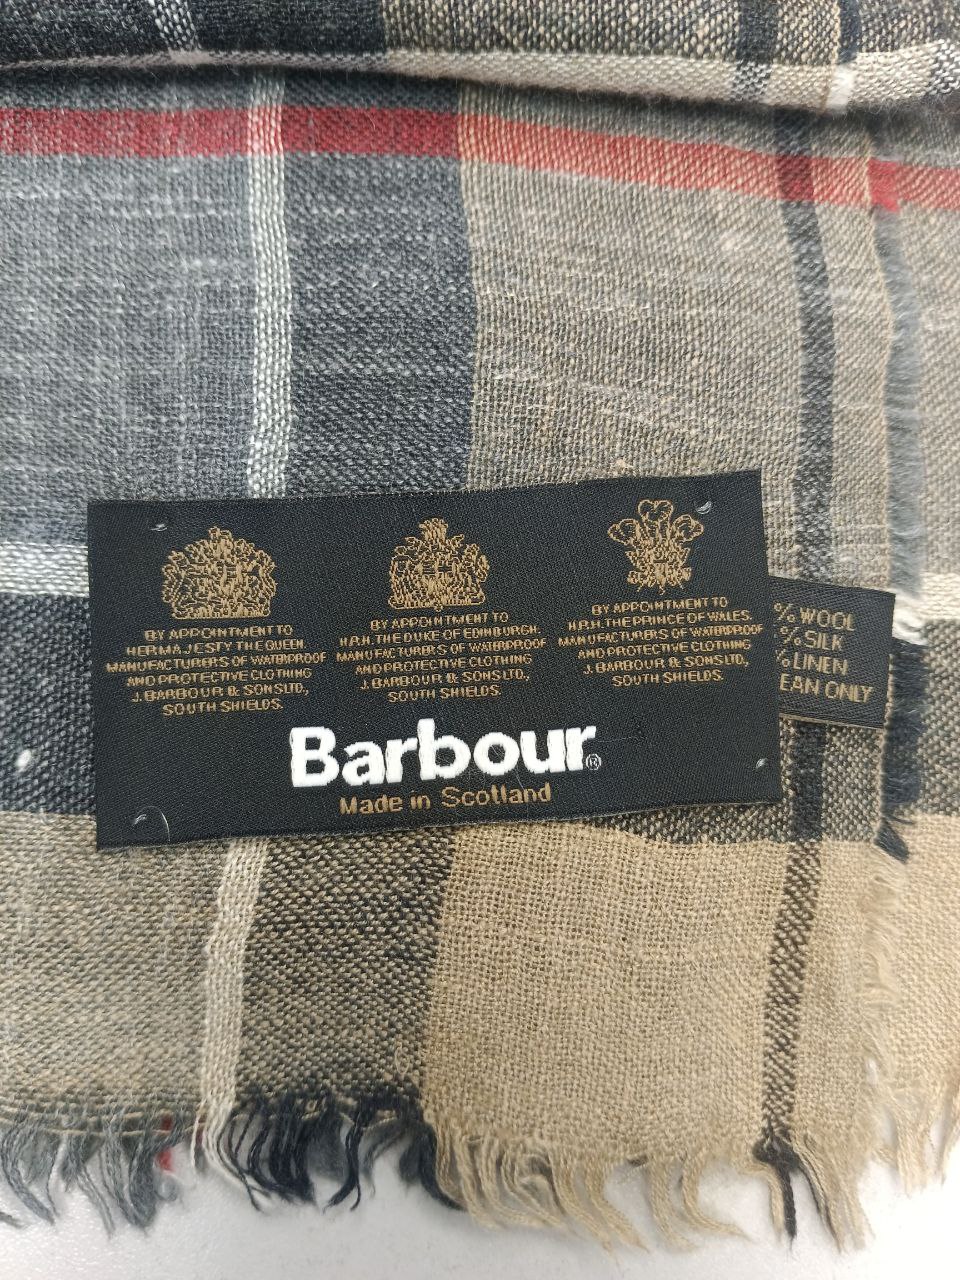 BY APPOINTMENT TO
HER MAJESTY THE QUEEN.
MANUFACTURERS OF WATERPROOF
AND PROTECTIVE CLOTHING
J. BARBOUR & SONS LTD.,
SOUTH SHIELDS.
BY APPOINTMENT TO
H.R.H. THE DUKE OF EDINBURGH.
MANUFACTURERS OF WATERPROOF
AND PROTECTIVE CLOTHING
J. BARBOUR & SONS LTD.,
SOUTH SHIELDS.
BY APPOINTMENT TO
H.R.H. THE PRINCE OF WALES.
MANUFACTURERS OF WATERPROOF
AND PROTECTIVE CLOTHING
J. BARBOUR & SONS LTD.,
SOUTH SHIELDS.
Barbour®
Made in Scotland
% WOOL
% SILK
% LINEN
EAN ONLY